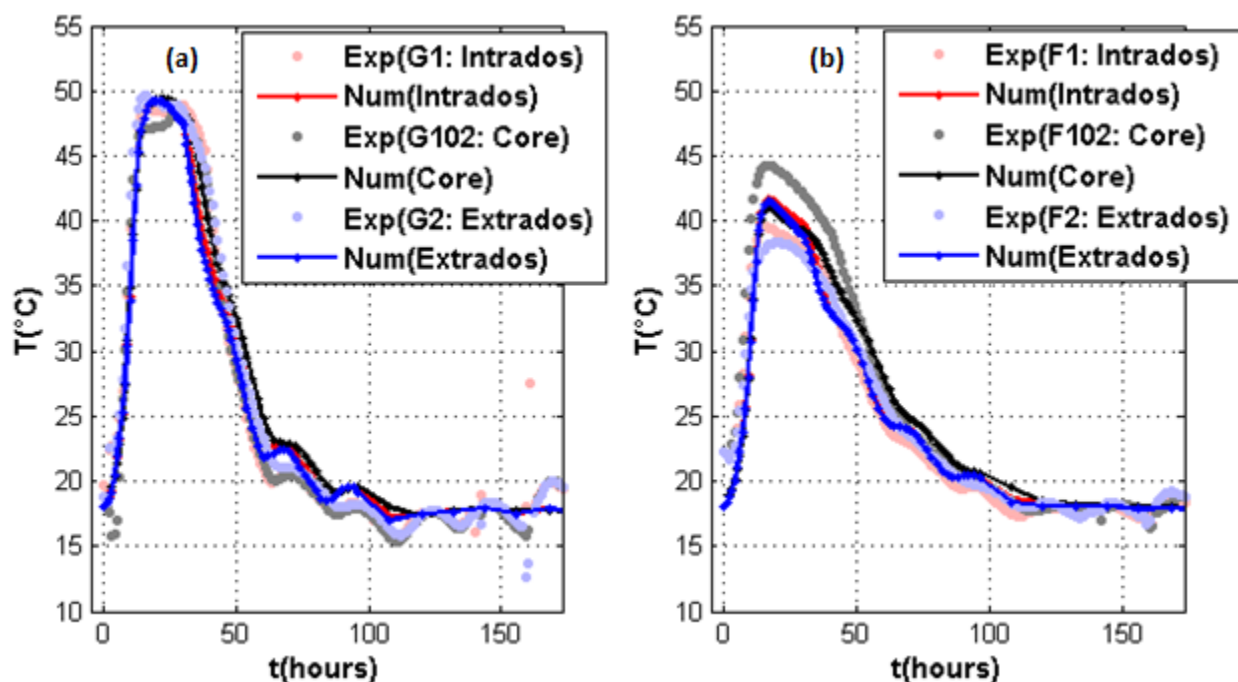 55
50
45
40
35
30
25
20
15
10
T(°C)
0
50
100
150
t(hours)
(a)
Exp(G1: Intrados)
Num(Intrados)
Exp(G102: Core)
Num(Core)
Exp(G2: Extrados)
Num(Extrados)
55
50
45
40
35
30
25
20
15
10
T(°C)
0
50
100
150
t(hours)
(b)
Exp(F1: Intrados)
Num(Intrados)
Exp(F102: Core)
Num(Core)
Exp(F2: Extrados)
Num(Extrados)